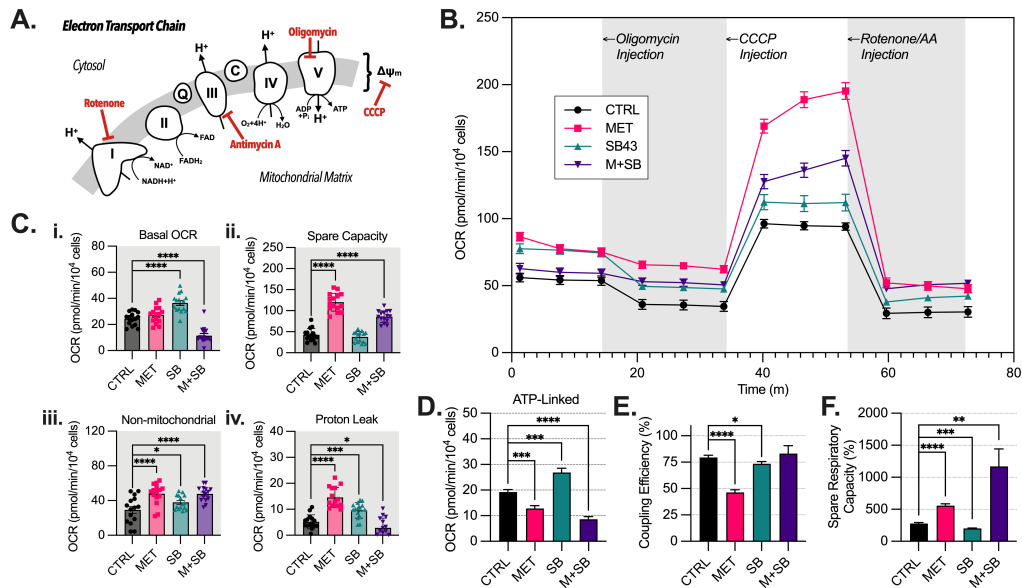 A.
Electron Transport Chain
Cytosol
Oligomycin
H⁺
H⁺
C
V
Q
III
IV
} Δψₘ
CCCP
Rotenone
H⁺
II
I
FAD
FADH₂
NAD⁺
NADH+H⁺
O₂+4H⁺
H₂O
ADP
+Pᵢ
ATP
H⁺
Antimycin A
Mitochondrial Matrix
B.
OCR (pmol/min/10⁴ cells)
250
200
150
100
50
0
←Oligomycin
Injection
←CCCP
Injection
←Rotenone/AA
Injection
CTRL
MET
SB43
M+SB
0
20
40
60
80
Time (m)
C.
i.
Basal OCR
OCR (pmol/min/10⁴ cells)
80
60
40
20
0
****
****
CTRL
MET
SB
M+SB
ii.
Spare Capacity
OCR (pmol/min/10⁴ cells)
250
200
150
100
50
0
****
****
CTRL
MET
SB
M+SB
iii.
Non-mitochondrial
OCR (pmol/min/10⁴ cells)
120
80
40
0
****
*
****
CTRL
MET
SB
M+SB
iv.
Proton Leak
OCR (pmol/min/10⁴ cells)
40
30
20
10
0
*
***
****
CTRL
MET
SB
M+SB
D.
ATP-Linked
OCR (pmol/min/10⁴ cells)
50
40
30
20
10
0
****
***
***
CTRL
MET
SB
M+SB
E.
Coupling Efficiency (%)
100
75
50
25
0
*
****
CTRL
MET
SB
M+SB
F.
Spare Respiratory
Capacity (%)
2000
1500
1000
500
0
**
***
****
CTRL
MET
SB
M+SB